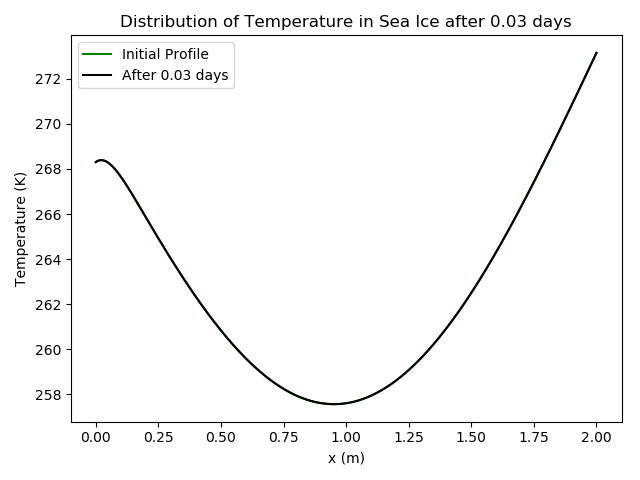 Distribution of Temperature in Sea Ice after 0.03 days
Initial Profile
After 0.03 days
Temperature (K)
272
270
268
266
264
262
260
258
0.00 0.25 0.50 0.75 1.00 1.25 1.50 1.75 2.00
x (m)